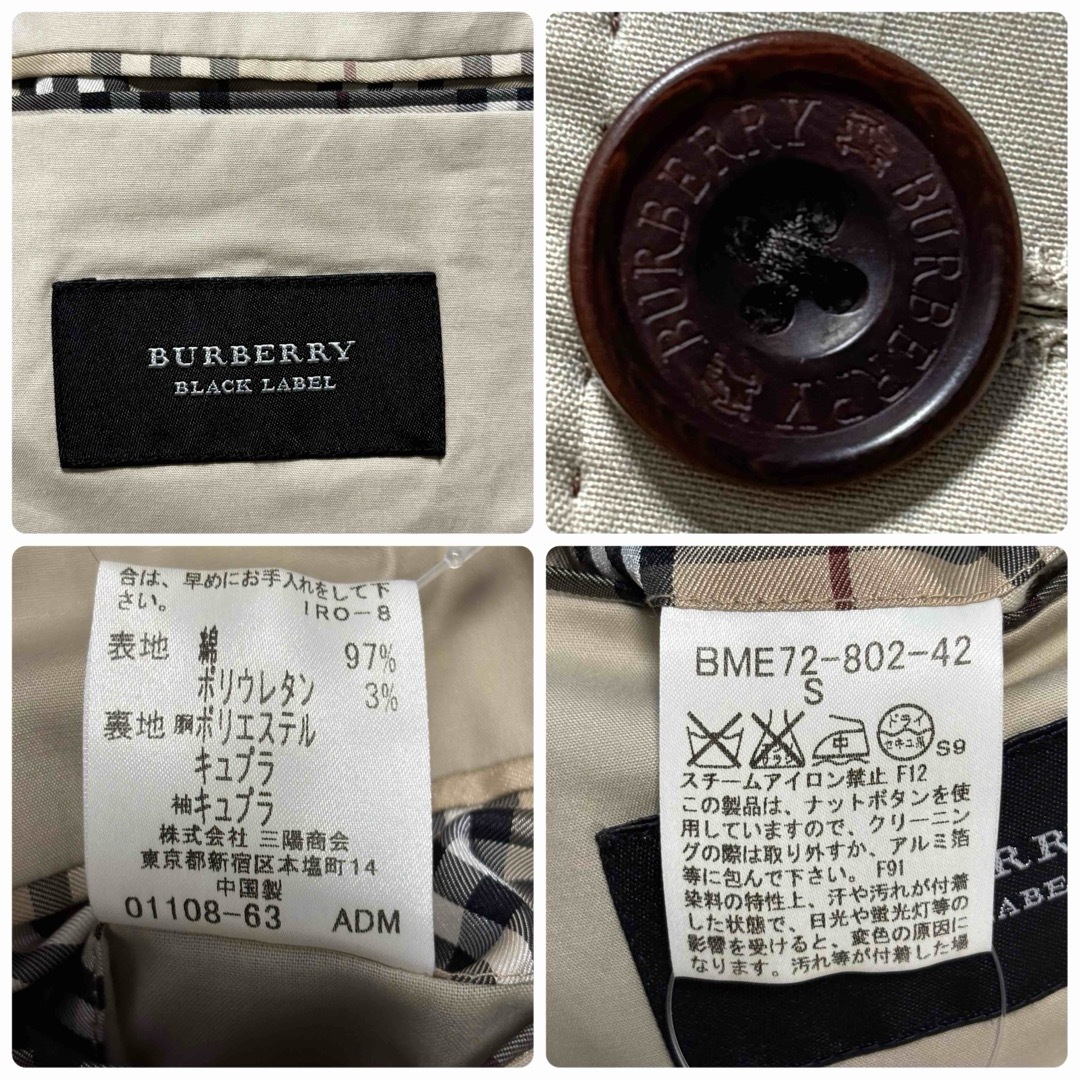 BURBERRY
BLACK LABEL
BURBERRY BURBERRY
合は、早めにお手入れをして下
さい。 IRO-8
表地 綿 97%
ポリウレタン 3%
裏地 胴ポリエステル
キュプラ
袖キュプラ
株式会社 三陽商会
東京都新宿区本塩町14
中国製
01108-63 ADM
BME72-802-42
S
中 ドライ セキユ系 S9
スチームアイロン禁止 F12
この製品は、ナットボタンを使
用していますので、クリーニン
グの際は取り外すか、アルミ箔
等に包んで下さい。 F91
染料の特性上、汗や汚れが付着
した状態で、日光や蛍光灯等の
影響を受けると、変色の原因に
なります。汚れ等が付着した場